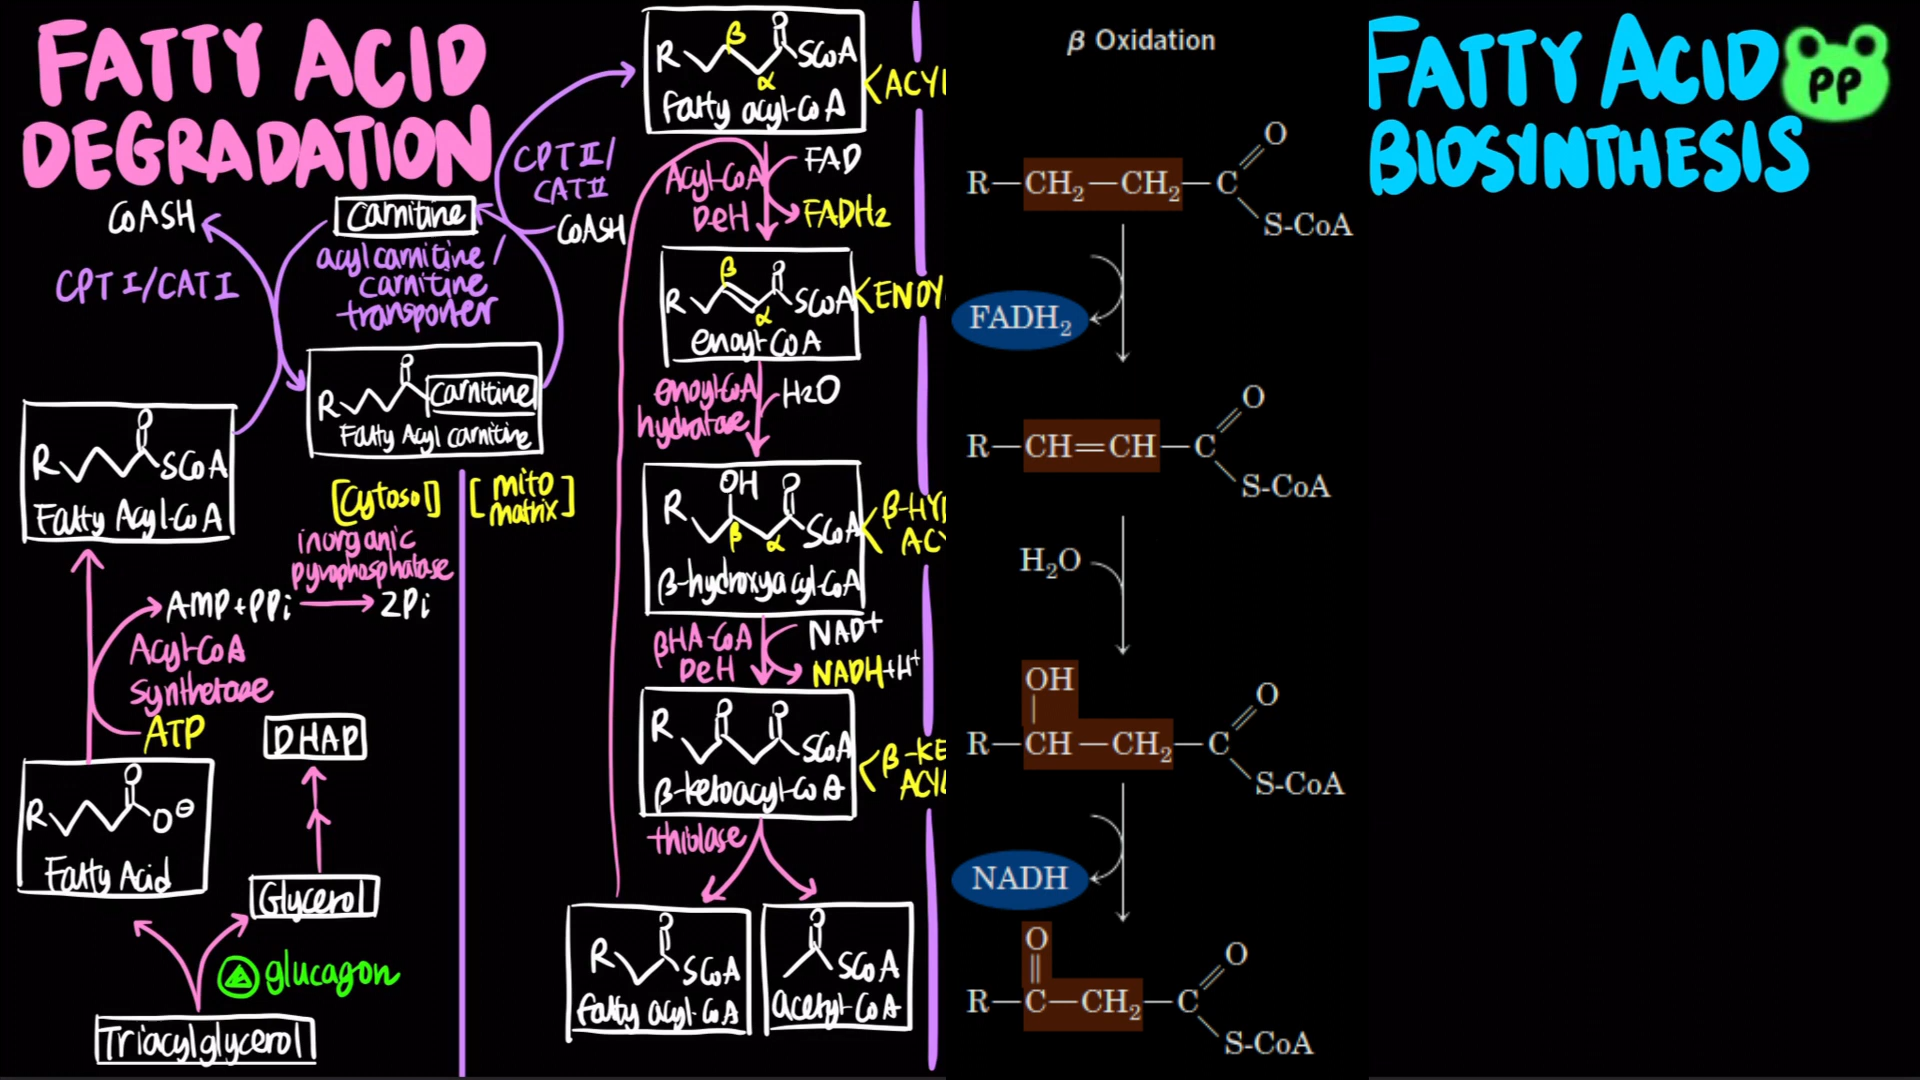 FATTY ACID
DEGRADATION
CoASH
CPT I/CAT I
Carnitine
acylcarnitine /
carnitine
transporter
CPT II/
CAT II
CoASH
R
Carnitine
Fatty Acyl carnitine
R
O
SCoA
Fatty Acyl-CoA
[Cytosol]
[mito
matrix]
inorganic
pyrophosphatase
AMP+PPi
2Pi
Acyl-CoA
Synthetase
ATP
DHAP
R
O
O⊖
Fatty Acid
Glycerol
glucagon
Triacylglycerol
R
β
α
O
SCoA
fatty acyl-CoA
<ACYL
Acyl-CoA
DeH
FAD
FADH2
R
β
α
O
SCoA
enoyl-CoA
<ENOY
enoyl-CoA
hydratase
H2O
R
OH
β
α
O
SCoA
β-hydroxyacyl-CoA
<β-HY
AC
βHA-CoA
DeH
NAD+
NADH+H+
R
O
O
SCoA
β-ketoacyl-CoA
<β-KE
ACYL
thiolase
R
O
SCoA
fatty acyl-CoA
O
SCoA
acetyl-CoA
β Oxidation
R—CH₂—CH₂—C
O
S-CoA
FADH₂
R—CH=CH—C
O
S-CoA
H₂O
OH
R—CH—CH₂—C
O
S-CoA
NADH
O
R—C—CH₂—C
O
S-CoA
FATTY ACID
BIOSYNTHESIS
PP